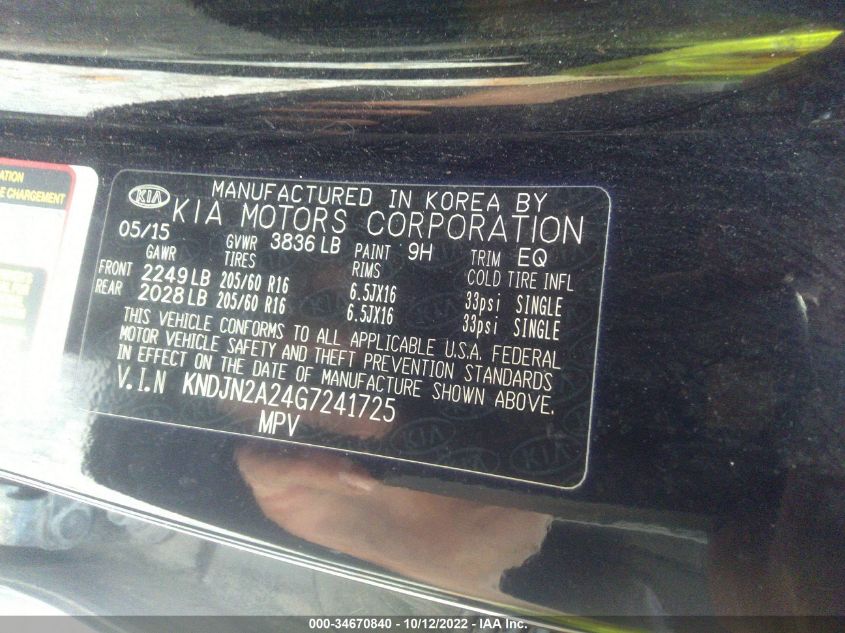 ATION
E CHARGEMENT
KIA
MANUFACTURED IN KOREA BY
KIA MOTORS CORPORATION
05/15 GVWR 3836 LB PAINT 9H TRIM EQ
GAWR TIRES RIMS COLD TIRE INFL
FRONT 2249 LB 205/60 R16 6.5JX16 33psi SINGLE
REAR 2028 LB 205/60 R16 6.5JX16 33psi SINGLE
THIS VEHICLE CONFORMS TO ALL APPLICABLE U.S.A. FEDERAL
MOTOR VEHICLE SAFETY AND THEFT PREVENTION STANDARDS
IN EFFECT ON THE DATE OF MANUFACTURE SHOWN ABOVE.
V.I.N KNDJN2A24G7241725
MPV
000-34670840 - 10/12/2022 - IAA Inc.